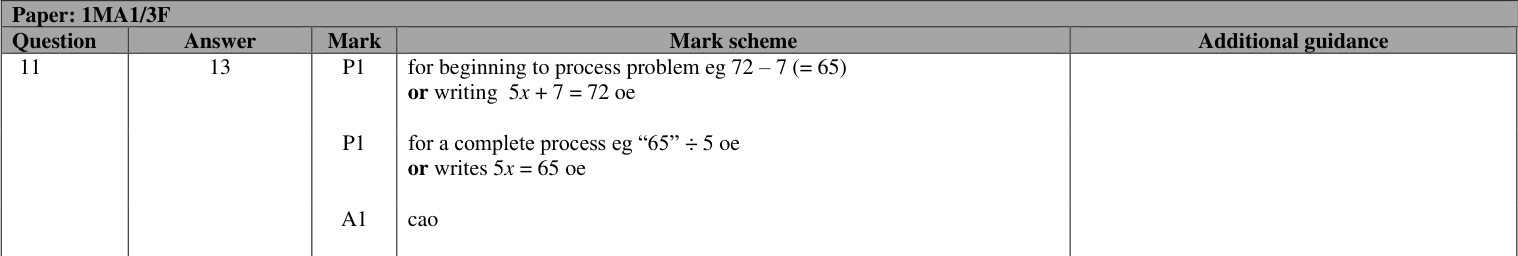 Paper: 1MA1/3F
Question Answer Mark Mark scheme Additional guidance
11 13 P1 for beginning to process problem eg 72 – 7 (= 65)
or writing 5x + 7 = 72 oe
P1 for a complete process eg “65” ÷ 5 oe
or writes 5x = 65 oe
A1 cao